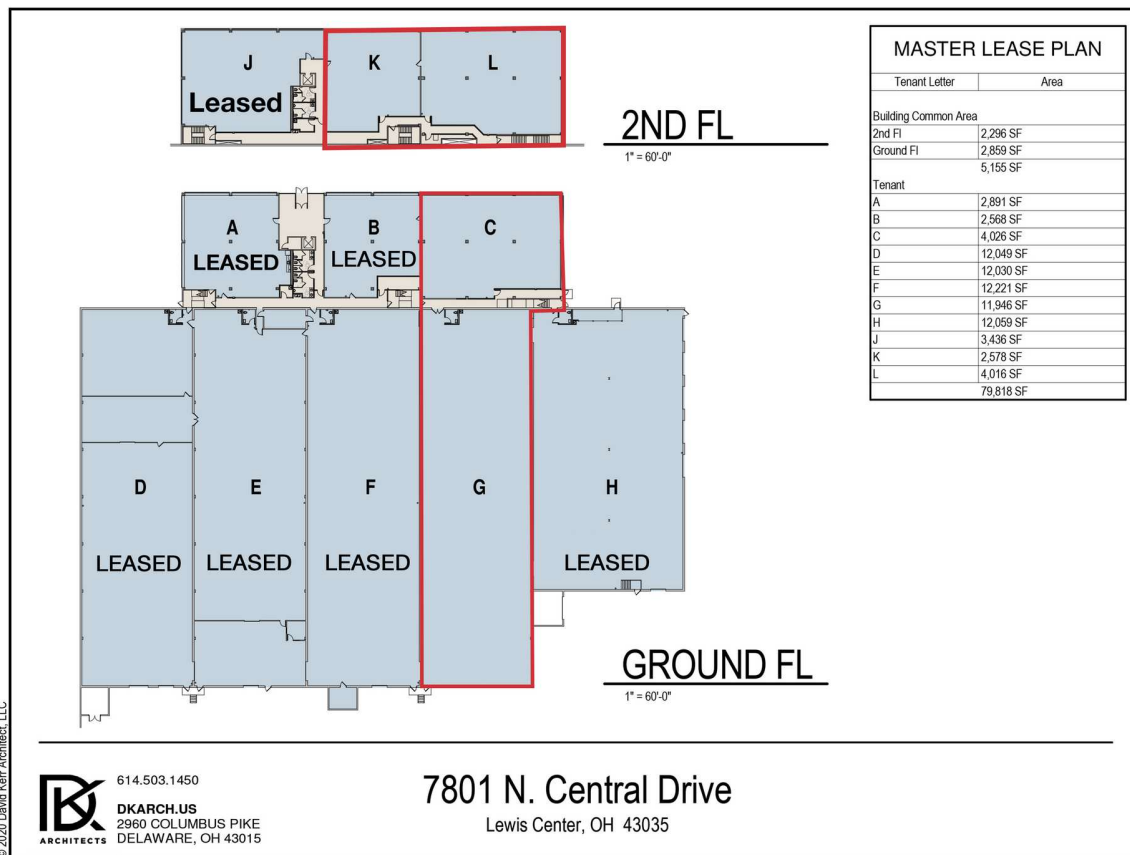 J
Leased
K
L
2ND FL
1" = 60'-0"
A
LEASED
B
LEASED
C
D
LEASED
E
LEASED
F
LEASED
G
H
LEASED
GROUND FL
1" = 60'-0"
MASTER LEASE PLAN
Tenant Letter Area
Building Common Area
2nd Fl 2,296 SF
Ground Fl 2,859 SF
5,155 SF
Tenant
A 2,891 SF
B 2,568 SF
C 4,026 SF
D 12,049 SF
E 12,030 SF
F 12,221 SF
G 11,946 SF
H 12,059 SF
J 3,436 SF
K 2,578 SF
L 4,016 SF
79,818 SF
© 2020 David Kerr Architect, LLC
DK
ARCHITECTS
614.503.1450
DKARCH.US
2960 COLUMBUS PIKE
DELAWARE, OH 43015
7801 N. Central Drive
Lewis Center, OH 43035